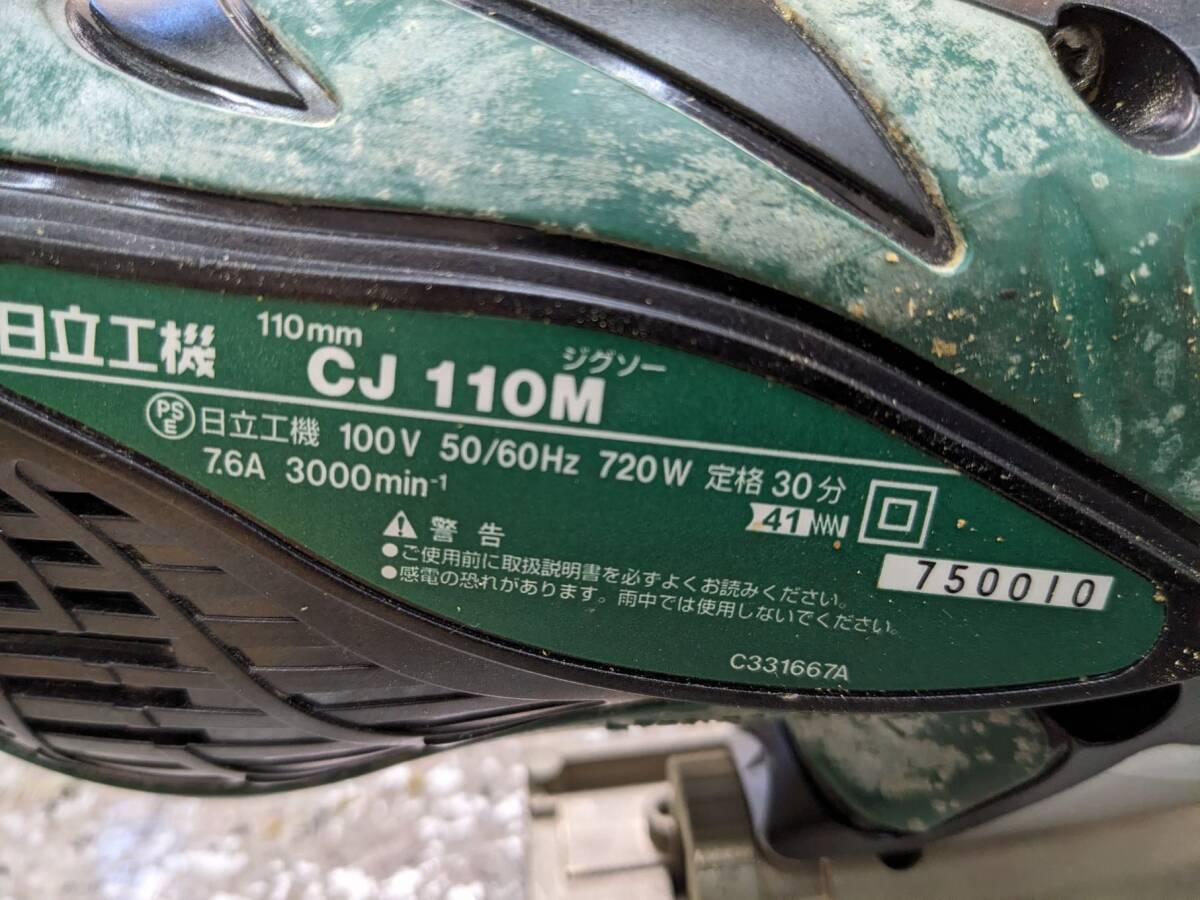 110mm
日立工機 CJ 110M ジグソー
PS E 日立工機 100V 50/60Hz 720W 定格30分
7.6A 3000min⁻¹
41
警告
●ご使用前に取扱説明書を必ずよくお読みください。
●感電の恐れがあります。雨中では使用しないでください。
750010
C331667A